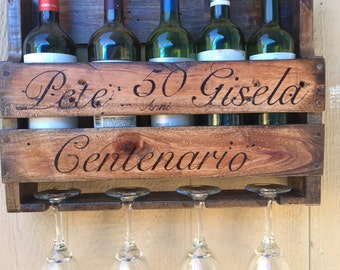 Pete 50 Gisela
Anni
Centenario